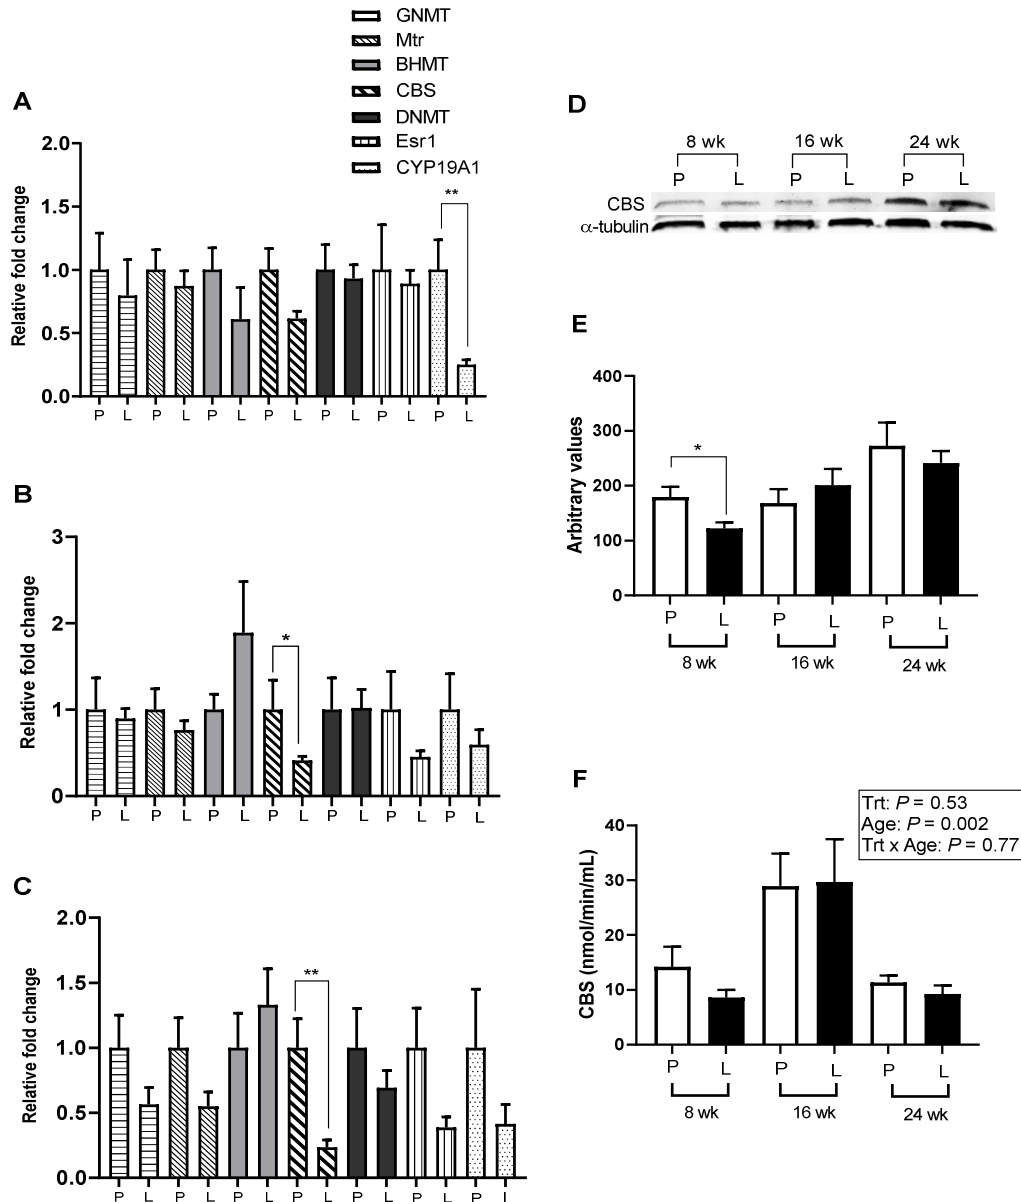 GNMT
Mtr
BHMT
CBS
DNMT
Esr1
CYP19A1
A
Relative fold change
2.0
1.5
1.0
0.5
0.0
**
P L P L P L P L P L P L P L
B
Relative fold change
3
2
1
0
*
P L P L P L P L P L P L P L
C
Relative fold change
2.0
1.5
1.0
0.5
0.0
**
P L P L P L P L P L P L P l
D
8 wk 16 wk 24 wk
P L P L P L
CBS
α-tubulin
E
Arbitrary values
400
300
200
100
0
*
P L P L P L
8 wk 16 wk 24 wk
F
Trt: P = 0.53
Age: P = 0.002
Trt x Age: P = 0.77
CBS (nmol/min/mL)
40
30
20
10
0
P L P L P L
8 wk 16 wk 24 wk